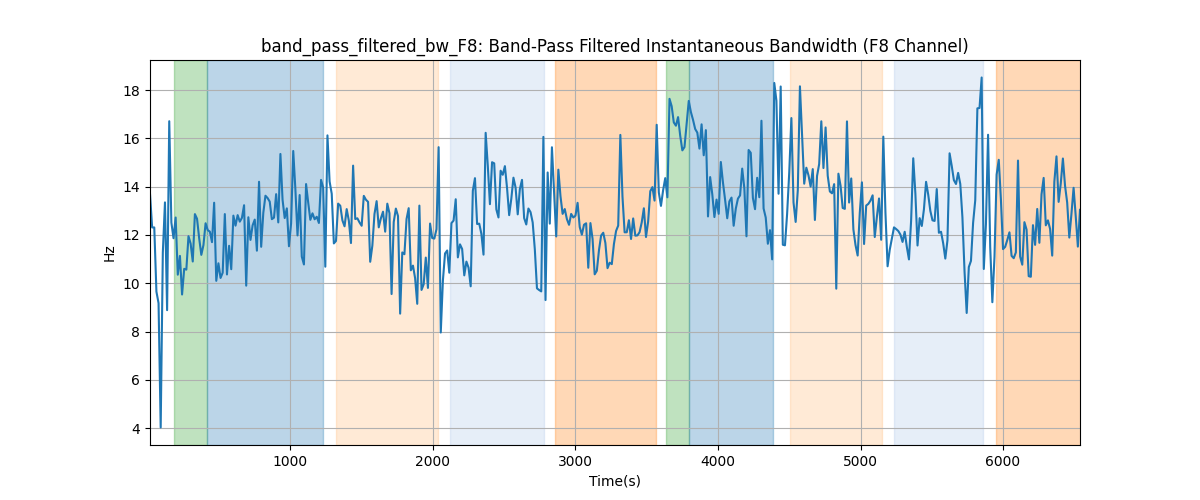 band_pass_filtered_bw_F8: Band-Pass Filtered Instantaneous Bandwidth (F8 Channel)
18
16
14
12
10
8
6
4
Hz
1000 2000 3000 4000 5000 6000
Time(s)